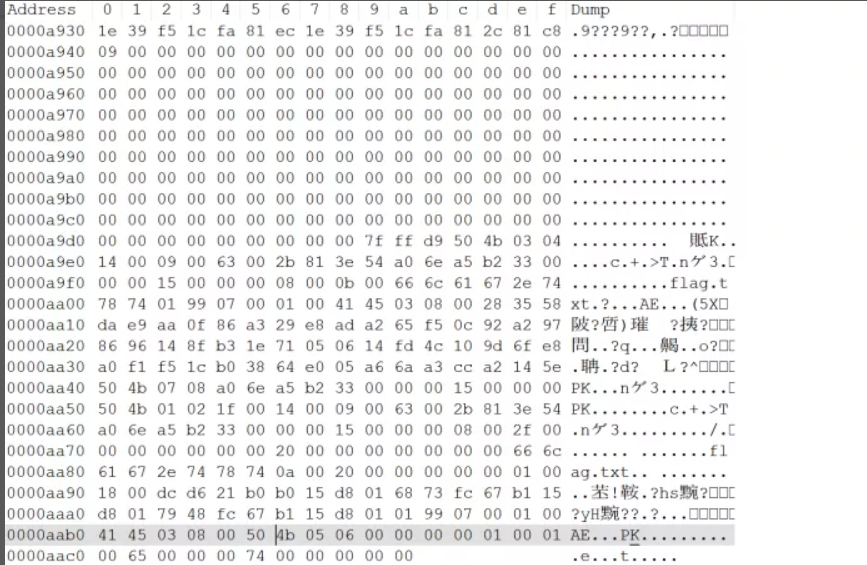 Address 0 1 2 3 4 5 6 7 8 9 a b c d e f Dump
0000a930 1e 39 f5 1c fa 81 ec 1e 39 f5 1c fa 81 2c 81 c8 .9???9??,.?□□□□□
0000a940 09 00 00 00 00 00 00 00 00 00 00 00 00 00 00 00 ................
0000a950 00 00 00 00 00 00 00 00 00 00 00 00 00 00 00 00 ................
0000a960 00 00 00 00 00 00 00 00 00 00 00 00 00 00 00 00 ................
0000a970 00 00 00 00 00 00 00 00 00 00 00 00 00 00 00 00 ................
0000a980 00 00 00 00 00 00 00 00 00 00 00 00 00 00 00 00 ................
0000a990 00 00 00 00 00 00 00 00 00 00 00 00 00 00 00 00 ................
0000a9a0 00 00 00 00 00 00 00 00 00 00 00 00 00 00 00 00 ................
0000a9b0 00 00 00 00 00 00 00 00 00 00 00 00 00 00 00 00 ................
0000a9c0 00 00 00 00 00 00 00 00 00 00 00 00 00 00 00 00 ................
0000a9d0 00 00 00 00 00 00 00 00 00 7f ff d9 50 4b 03 04 .......... 貾K..
0000a9e0 14 00 09 00 63 00 2b 81 3e 54 a0 6e a5 b2 33 00 ....c.+.>T.nゲ3.□
0000a9f0 00 00 15 00 00 00 08 00 0b 00 66 6c 61 67 2e 74 ..........flag.t
0000aa00 78 74 01 99 07 00 01 00 41 45 03 08 00 28 35 58 xt.?...AE...(5X□
0000aa10 da e9 aa 0f 86 a3 29 e8 ad a2 65 f5 0c 92 a2 97 陂?唘)璀 ?挗?□□□
0000aa20 86 96 14 8f b3 1e 71 05 06 14 fd 4c 10 9d 6f e8 問..?q...鶡..o?□□□
0000aa30 a0 f1 f5 1c b0 38 64 e0 05 a6 6a a3 cc a2 14 5e .聃.?d? L?^□□□□
0000aa40 50 4b 07 08 a0 6e a5 b2 33 00 00 00 15 00 00 00 PK...nゲ3.......□
0000aa50 50 4b 01 02 1f 00 14 00 09 00 63 00 2b 81 3e 54 PK........c.+.>T
0000aa60 a0 6e a5 b2 33 00 00 00 15 00 00 00 08 00 2f 00 .nゲ3........./.□
0000aa70 00 00 00 00 00 00 20 00 00 00 00 00 00 00 66 6c ...... .......fl
0000aa80 61 67 2e 74 78 74 0a 00 20 00 00 00 00 00 01 00 ag.txt.. .......
0000aa90 18 00 dc d6 21 b0 b0 15 d8 01 68 73 fc 67 b1 15 ..苤!鞍.?hs黦?□□□
0000aaa0 d8 01 79 48 fc 67 b1 15 d8 01 01 99 07 00 01 00 ?yH黦??.?...□□□□□
0000aab0 41 45 03 08 00 50 4b 05 06 00 00 00 00 01 00 01 AE...PK.........
0000aac0 00 65 00 00 00 74 00 00 00 00 00 .e...t.....